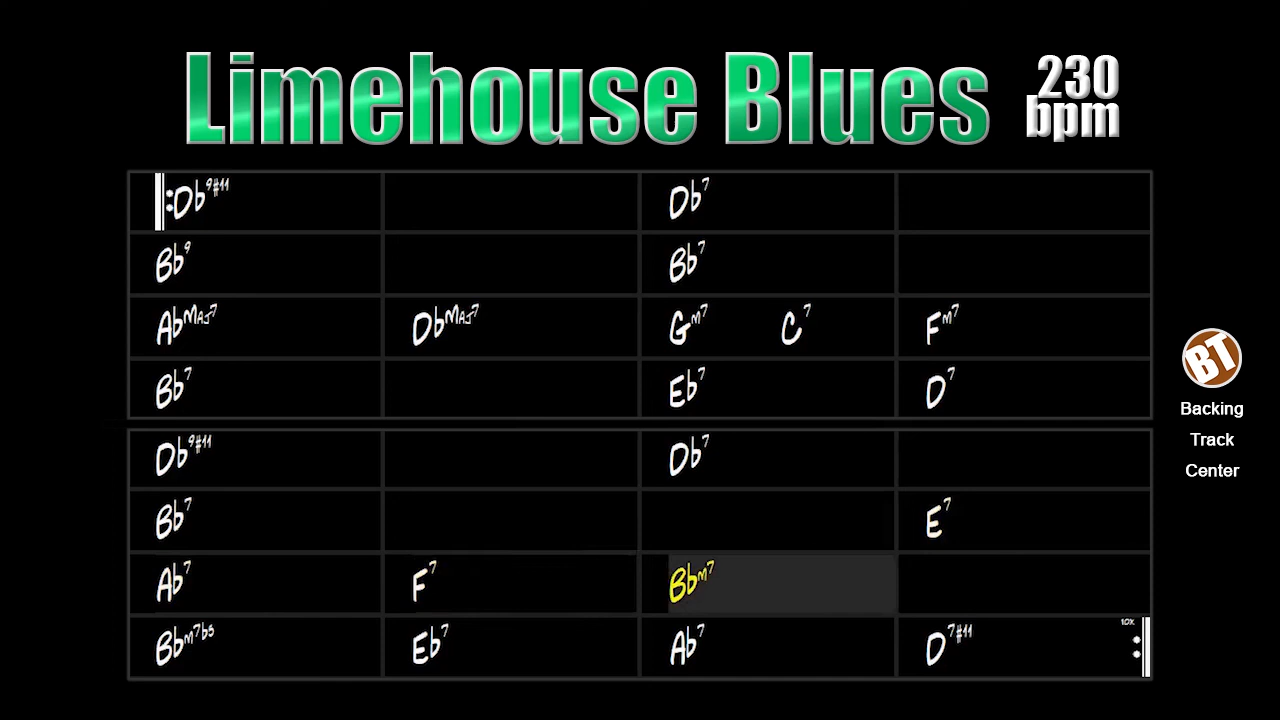 Limehouse Blues 230 bpm
Db9#11 Db7
Bb9 Bb7
AbMAJ7 DbMAJ7 Gm7 C7 Fm7
Bb7 Eb7 D7
Db9#11 Db7
Bb7 E7
Ab7 F7 Bbm7
Bbm7b5 Eb7 Ab7 D7#11 10x
BT
Backing
Track
Center